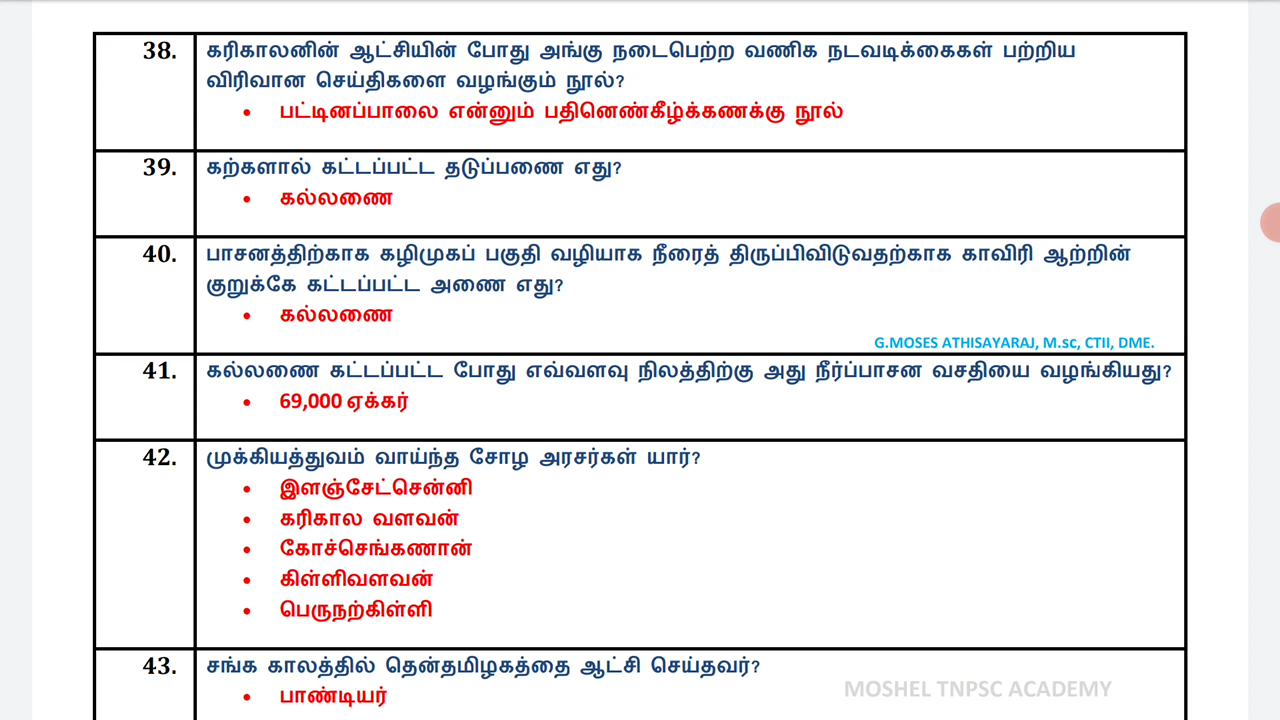 38. கரிகாலனின் ஆட்சியின் போது அங்கு நடைபெற்ற வணிக நடவடிக்கைகள் பற்றிய
விரிவான செய்திகளை வழங்கும் நூல்?
• பட்டினப்பாலை என்னும் பதினெண்கீழ்க்கணக்கு நூல்
39. கற்களால் கட்டப்பட்ட தடுப்பணை எது?
• கல்லணை
40. பாசனத்திற்காக கழிமுகப் பகுதி வழியாக நீரைத் திருப்பிவிடுவதற்காக காவிரி ஆற்றின்
குறுக்கே கட்டப்பட்ட அணை எது?
• கல்லணை
G.MOSES ATHISAYARAJ, M.sc, CTII, DME.
41. கல்லணை கட்டப்பட்ட போது எவ்வளவு நிலத்திற்கு அது நீர்ப்பாசன வசதியை வழங்கியது?
• 69,000 ஏக்கர்
42. முக்கியத்துவம் வாய்ந்த சோழ அரசர்கள் யார்?
• இளஞ்சேட்சென்னி
• கரிகால வளவன்
• கோச்செங்கணான்
• கிள்ளிவளவன்
• பெருநற்கிள்ளி
43. சங்க காலத்தில் தென்தமிழகத்தை ஆட்சி செய்தவர்?
• பாண்டியர்
MOSHEL TNPSC ACADEMY